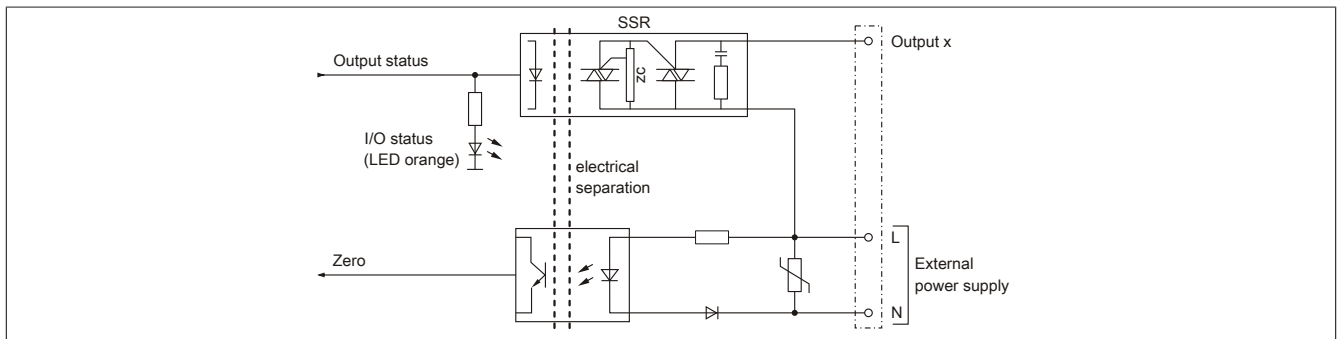 SSR
Output x
Output status
ZC
I/O status
(LED orange)
electrical
separation
L
Zero
External
power supply
N